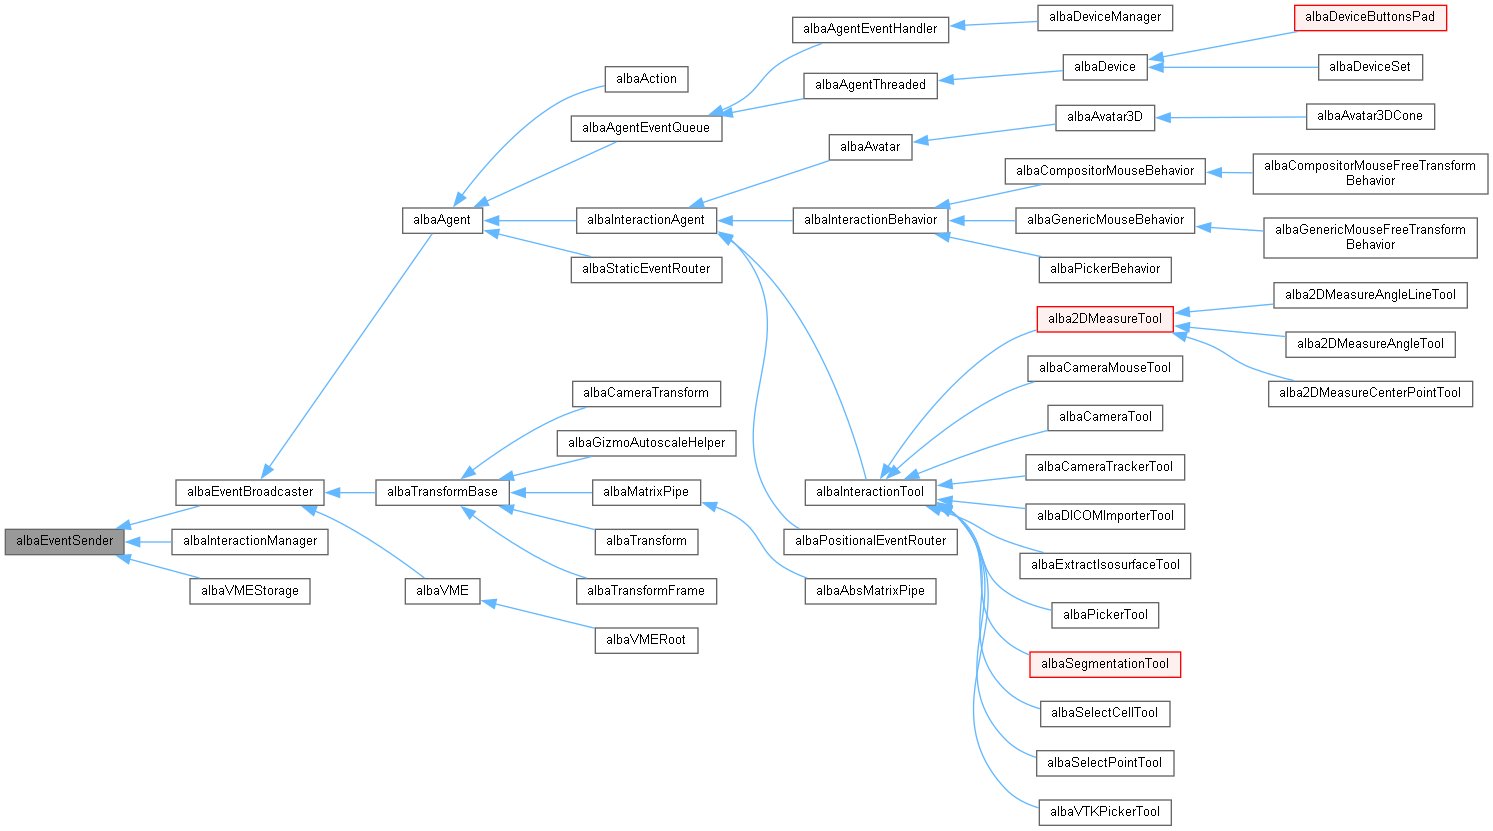 albaEventSender
albaEventBroadcaster
albaInteractionManager
albaVMEStorage
albaAgent
albaTransformBase
albaVME
albaAction
albaAgentEventQueue
albaInteractionAgent
albaStaticEventRouter
albaCameraTransform
albaGizmoAutoscaleHelper
albaMatrixPipe
albaTransform
albaTransformFrame
albaVMERoot
albaAgentEventHandler
albaAgentThreaded
albaAvatar
albaInteractionBehavior
albaInteractionTool
albaPositionalEventRouter
albaAbsMatrixPipe
albaDeviceManager
albaDevice
albaAvatar3D
albaCompositorMouseBehavior
albaGenericMouseBehavior
albaPickerBehavior
alba2DMeasureTool
albaCameraMouseTool
albaCameraTool
albaCameraTrackerTool
albaDICOMImporterTool
albaExtractIsosurfaceTool
albaPickerTool
albaSegmentationTool
albaSelectCellTool
albaSelectPointTool
albaVTKPickerTool
albaDeviceButtonsPad
albaDeviceSet
albaAvatar3DCone
albaCompositorMouseFreeTransform
Behavior
albaGenericMouseFreeTransform
Behavior
alba2DMeasureAngleLineTool
alba2DMeasureAngleTool
alba2DMeasureCenterPointTool